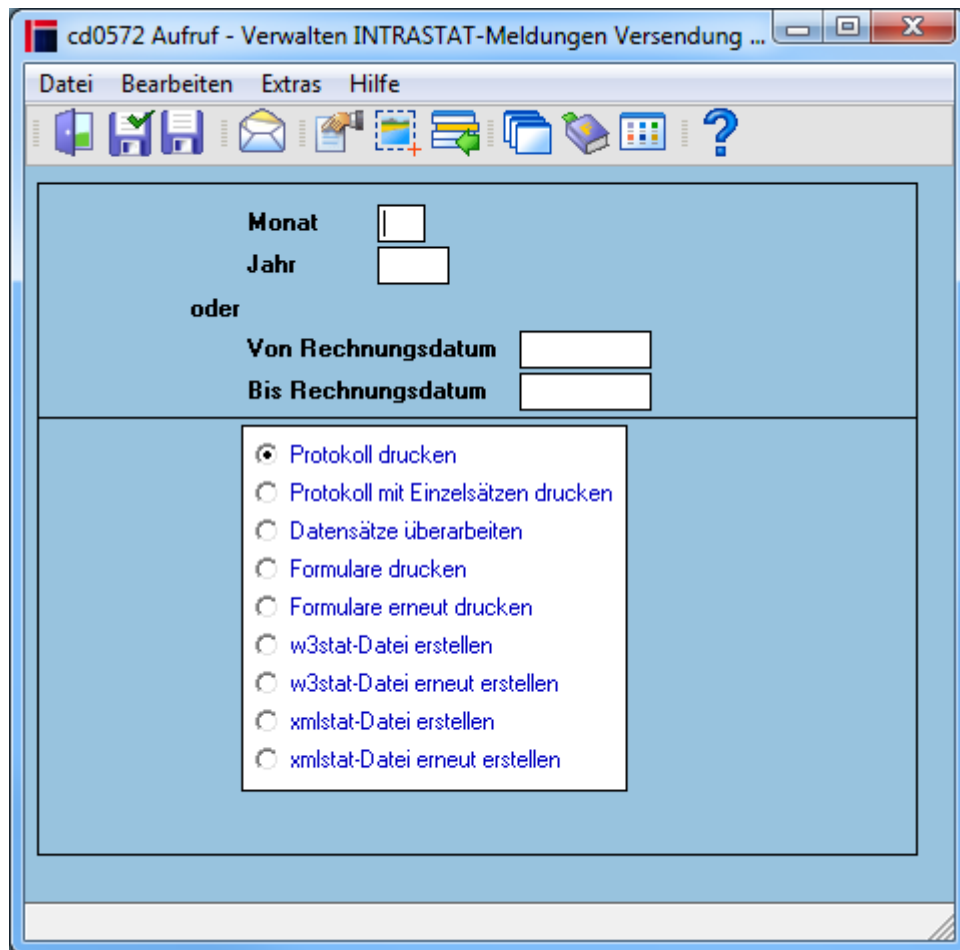 cd0572 Aufruf - Verwalten INTRASTAT-Meldungen Versendung ...
Datei Bearbeiten Extras Hilfe
Monat
Jahr
oder
Von Rechnungsdatum
Bis Rechnungsdatum
Protokoll drucken
Protokoll mit Einzelsätzen drucken
Datensätze überarbeiten
Formulare drucken
Formulare erneut drucken
w3stat-Datei erstellen
w3stat-Datei erneut erstellen
xmlstat-Datei erstellen
xmlstat-Datei erneut erstellen